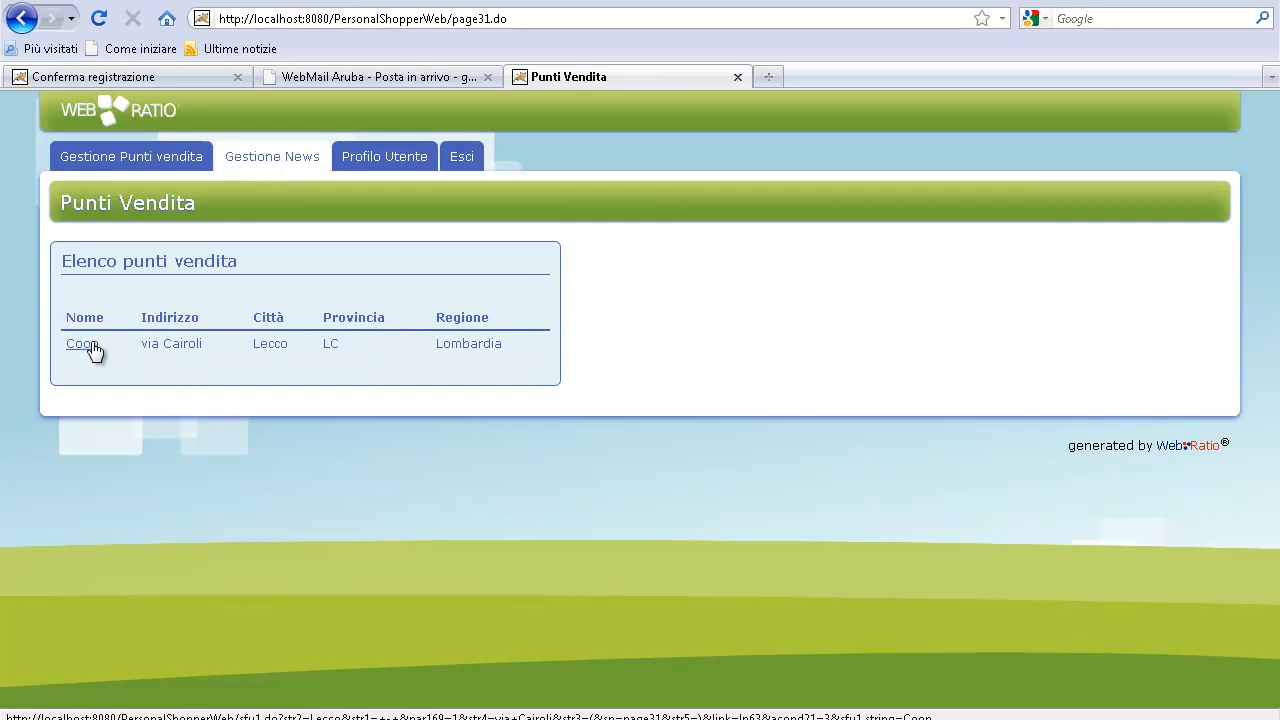 http://localhost:8080/PersonalShopperWeb/page31.do
Google
Più visitati Come iniziare Ultime notizie
Conferma registrazione WebMail Aruba - Posta in arrivo - g... Punti Vendita
WEB RATIO
Gestione Punti vendita Gestione News Profilo Utente Esci
Punti Vendita
Elenco punti vendita
Nome Indirizzo Città Provincia Regione
Coop via Cairoli Lecco LC Lombardia
generated by WebRatio®